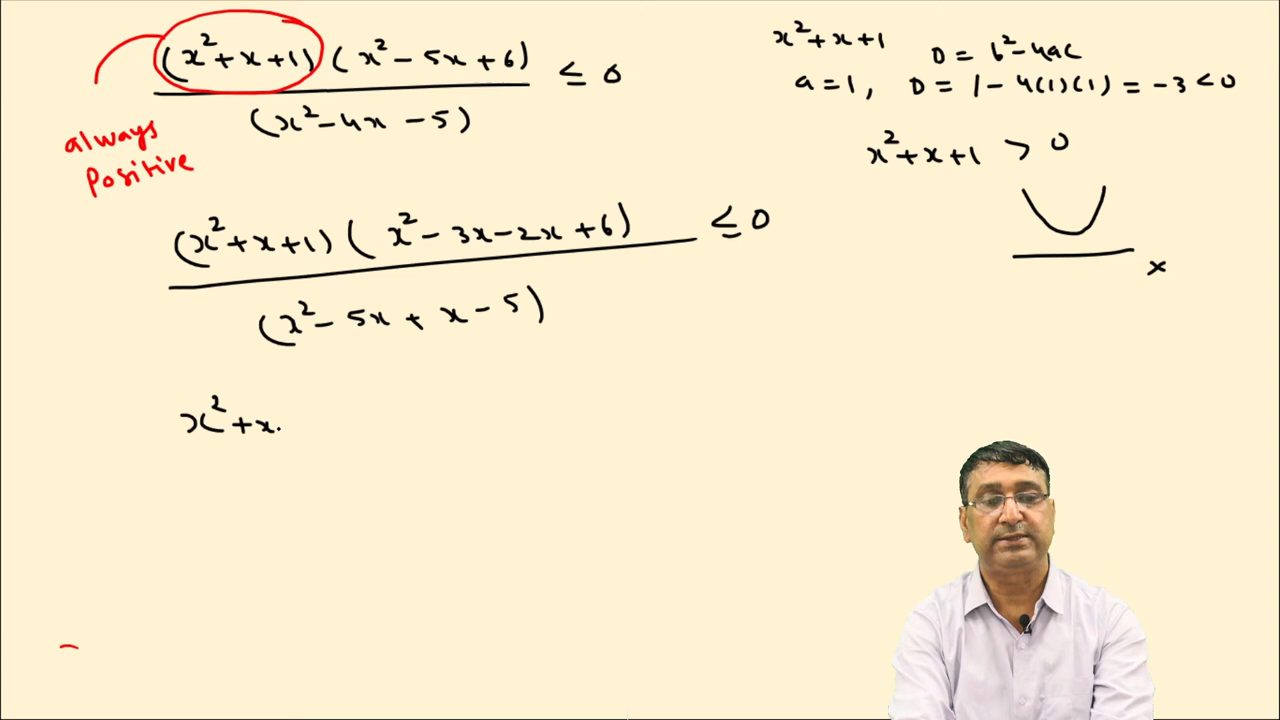 (x²+x+1) (x² - 5x + 6) ≤ 0
(x² - 4x - 5)
always
Positive
(x²+x+1) ( x² - 3x - 2x + 6) ≤ 0
(x² - 5x + x - 5)
x² + x
x²+x+1
D = b² - 4ac
a = 1, D = 1 - 4(1)(1) = -3 < 0
x²+x+1 > 0
x